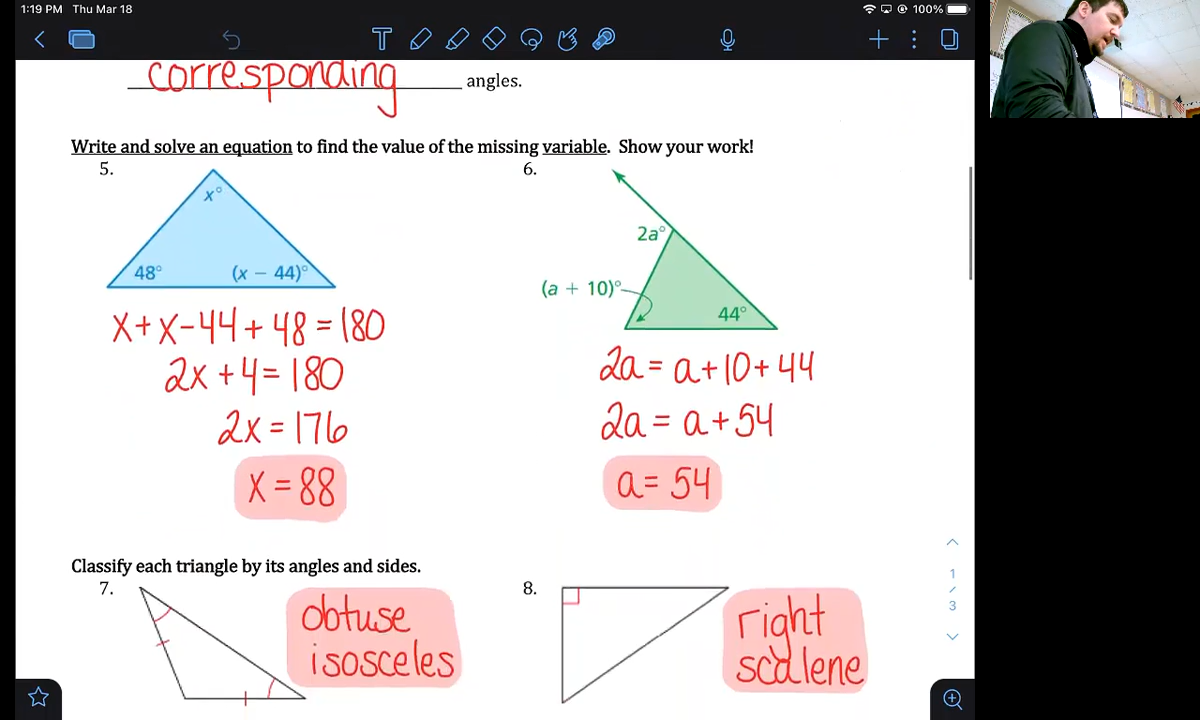 1:19 PM Thu Mar 18
100%
T
corresponding angles.
Write and solve an equation to find the value of the missing variable. Show your work!
5.
x°
48°
(x – 44)°
x+x-44+48=180
2x+4=180
2x=176
x=88
6.
2a°
(a + 10)°
44°
2a=a+10+44
2a=a+54
a=54
1
/
3
Classify each triangle by its angles and sides.
7.
obtuse
isosceles
8.
right
scalene